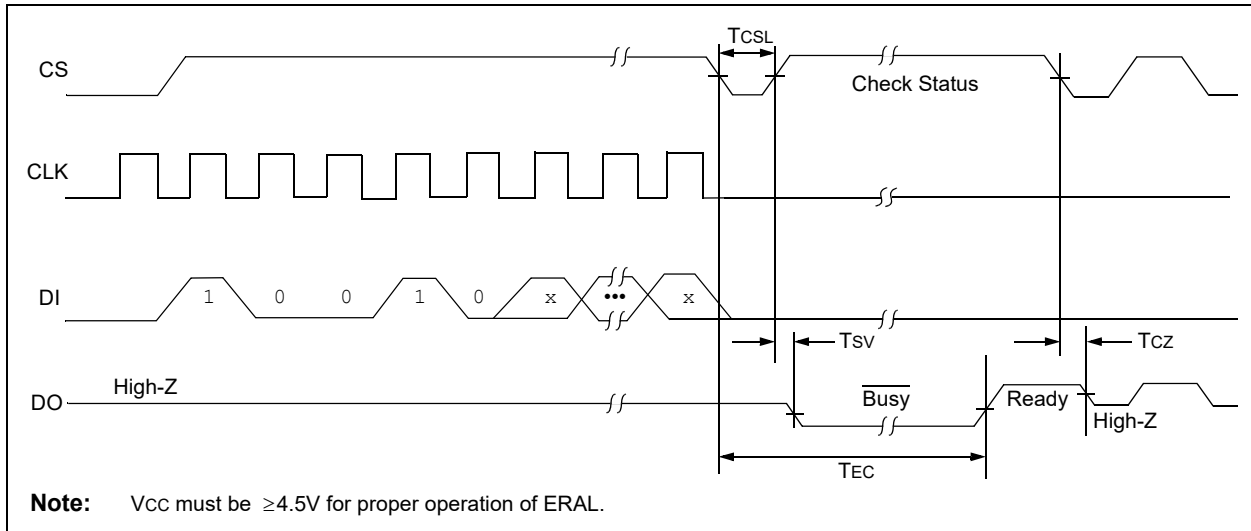 TCSL
CS
Check Status
CLK
DI 1 0 0 1 0 x ••• x
TSV
TCZ
High-Z
DO
Busy
Ready
High-Z
TEC
Note: VCC must be ≥4.5V for proper operation of ERAL.